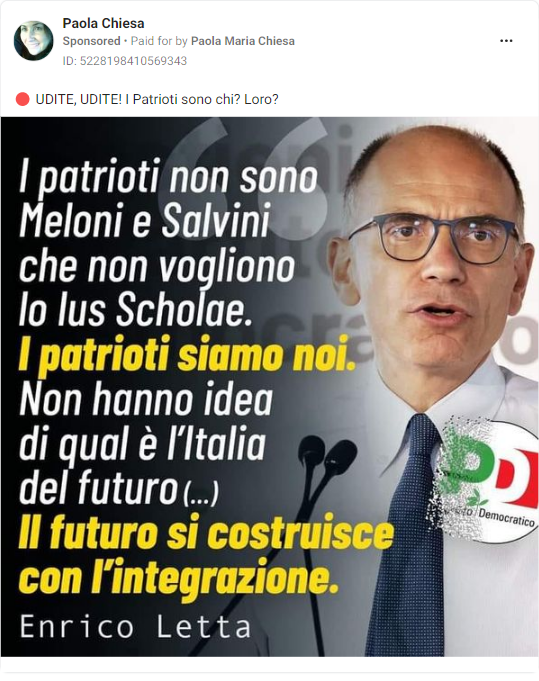 Paola Chiesa
Sponsored • Paid for by Paola Maria Chiesa
ID: 5228198410569343
UDITE, UDITE! I Patrioti sono chi? Loro?
I patrioti non sono
Meloni e Salvini
che non vogliono
lo Ius Scholae.
I patrioti siamo noi.
Non hanno idea
di qual è l'Italia
del futuro (...)
Il futuro si costruisce
con l'integrazione.
Enrico Letta
PD
Democratico